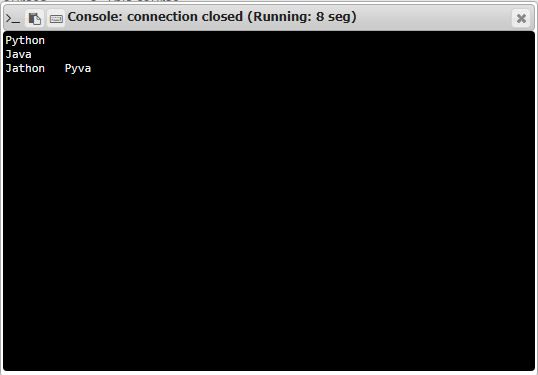 >_ Console: connection closed (Running: 8 seg)
Python
Java
Jathon Pyva